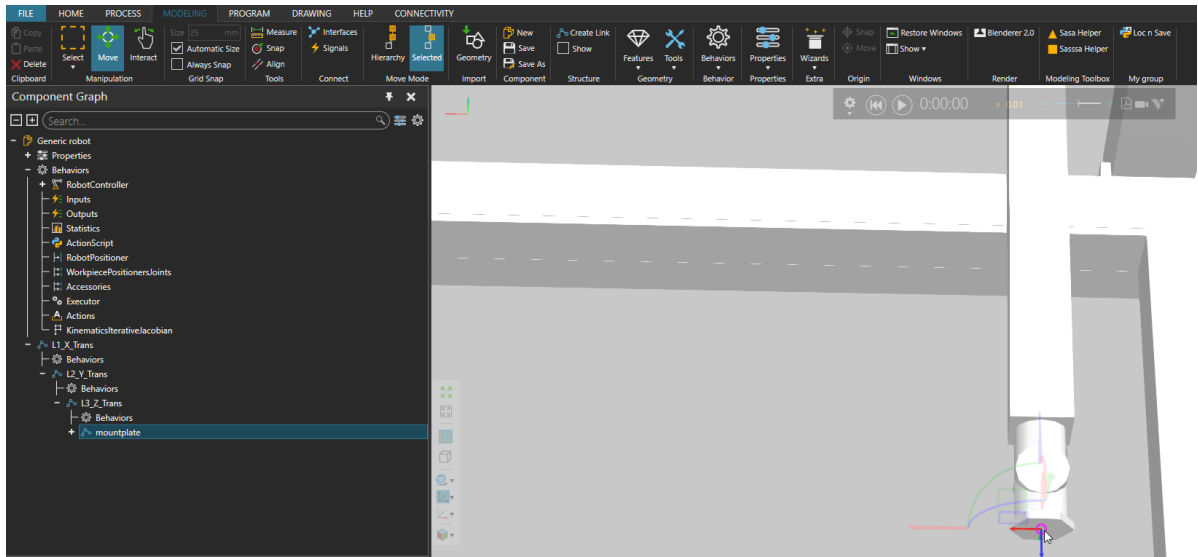 FILE HOME PROCESS MODELING PROGRAM DRAWING HELP CONNECTIVITY
Copy
Paste
Delete
Clipboard
Select
Move
Interact
Manipulation
Size 25 mm
Automatic Size
Always Snap
Grid Snap
Measure
Snap
Align
Tools
Interfaces
Signals
Connect
Hierarchy
Selected
Move Mode
Geometry
Import
New
Save
Save As
Component
Create Link
Show
Structure
Features
Tools
Geometry
Behaviors
Behavior
Properties
Properties
Wizards
Extra
Snap
Move
Origin
Restore Windows
Show
Windows
Blenderer 2.0
Render
Sasa Helper
Sasssa Helper
Modeling Toolbox
Loc n Save
My group
Component Graph
Search...
Generic robot
Properties
Behaviors
RobotController
Inputs
Outputs
Statistics
ActionScript
RobotPositioner
WorkpiecePositionersJoints
Accessories
Executor
Actions
KinematicsIterativeJacobian
L1_X_Trans
Behaviors
L2_Y_Trans
Behaviors
L3_Z_Trans
Behaviors
mountplate
0:00:00
x 0.01